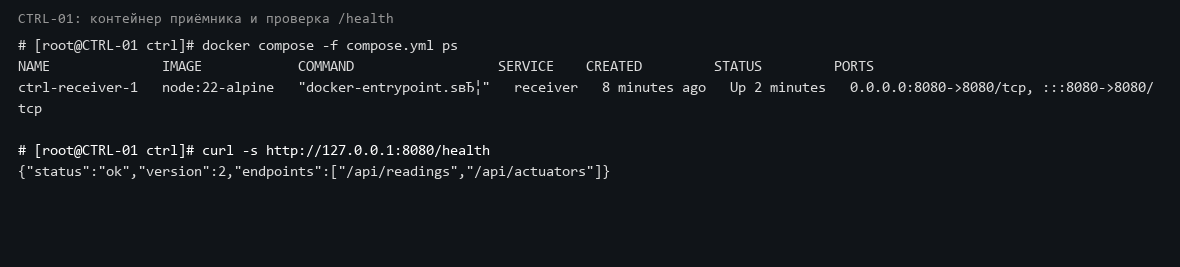 CTRL-01: контейнер приёмника и проверка /health
# [root@CTRL-01 ctrl]# docker compose -f compose.yml ps
NAME IMAGE COMMAND SERVICE CREATED STATUS PORTS
ctrl-receiver-1 node:22-alpine "docker-entrypoint.sвЂ¦" receiver 8 minutes ago Up 2 minutes 0.0.0.0:8080->8080/tcp, :::8080->8080/
tcp
# [root@CTRL-01 ctrl]# curl -s http://127.0.0.1:8080/health
{"status":"ok","version":2,"endpoints":["/api/readings","/api/actuators"]}